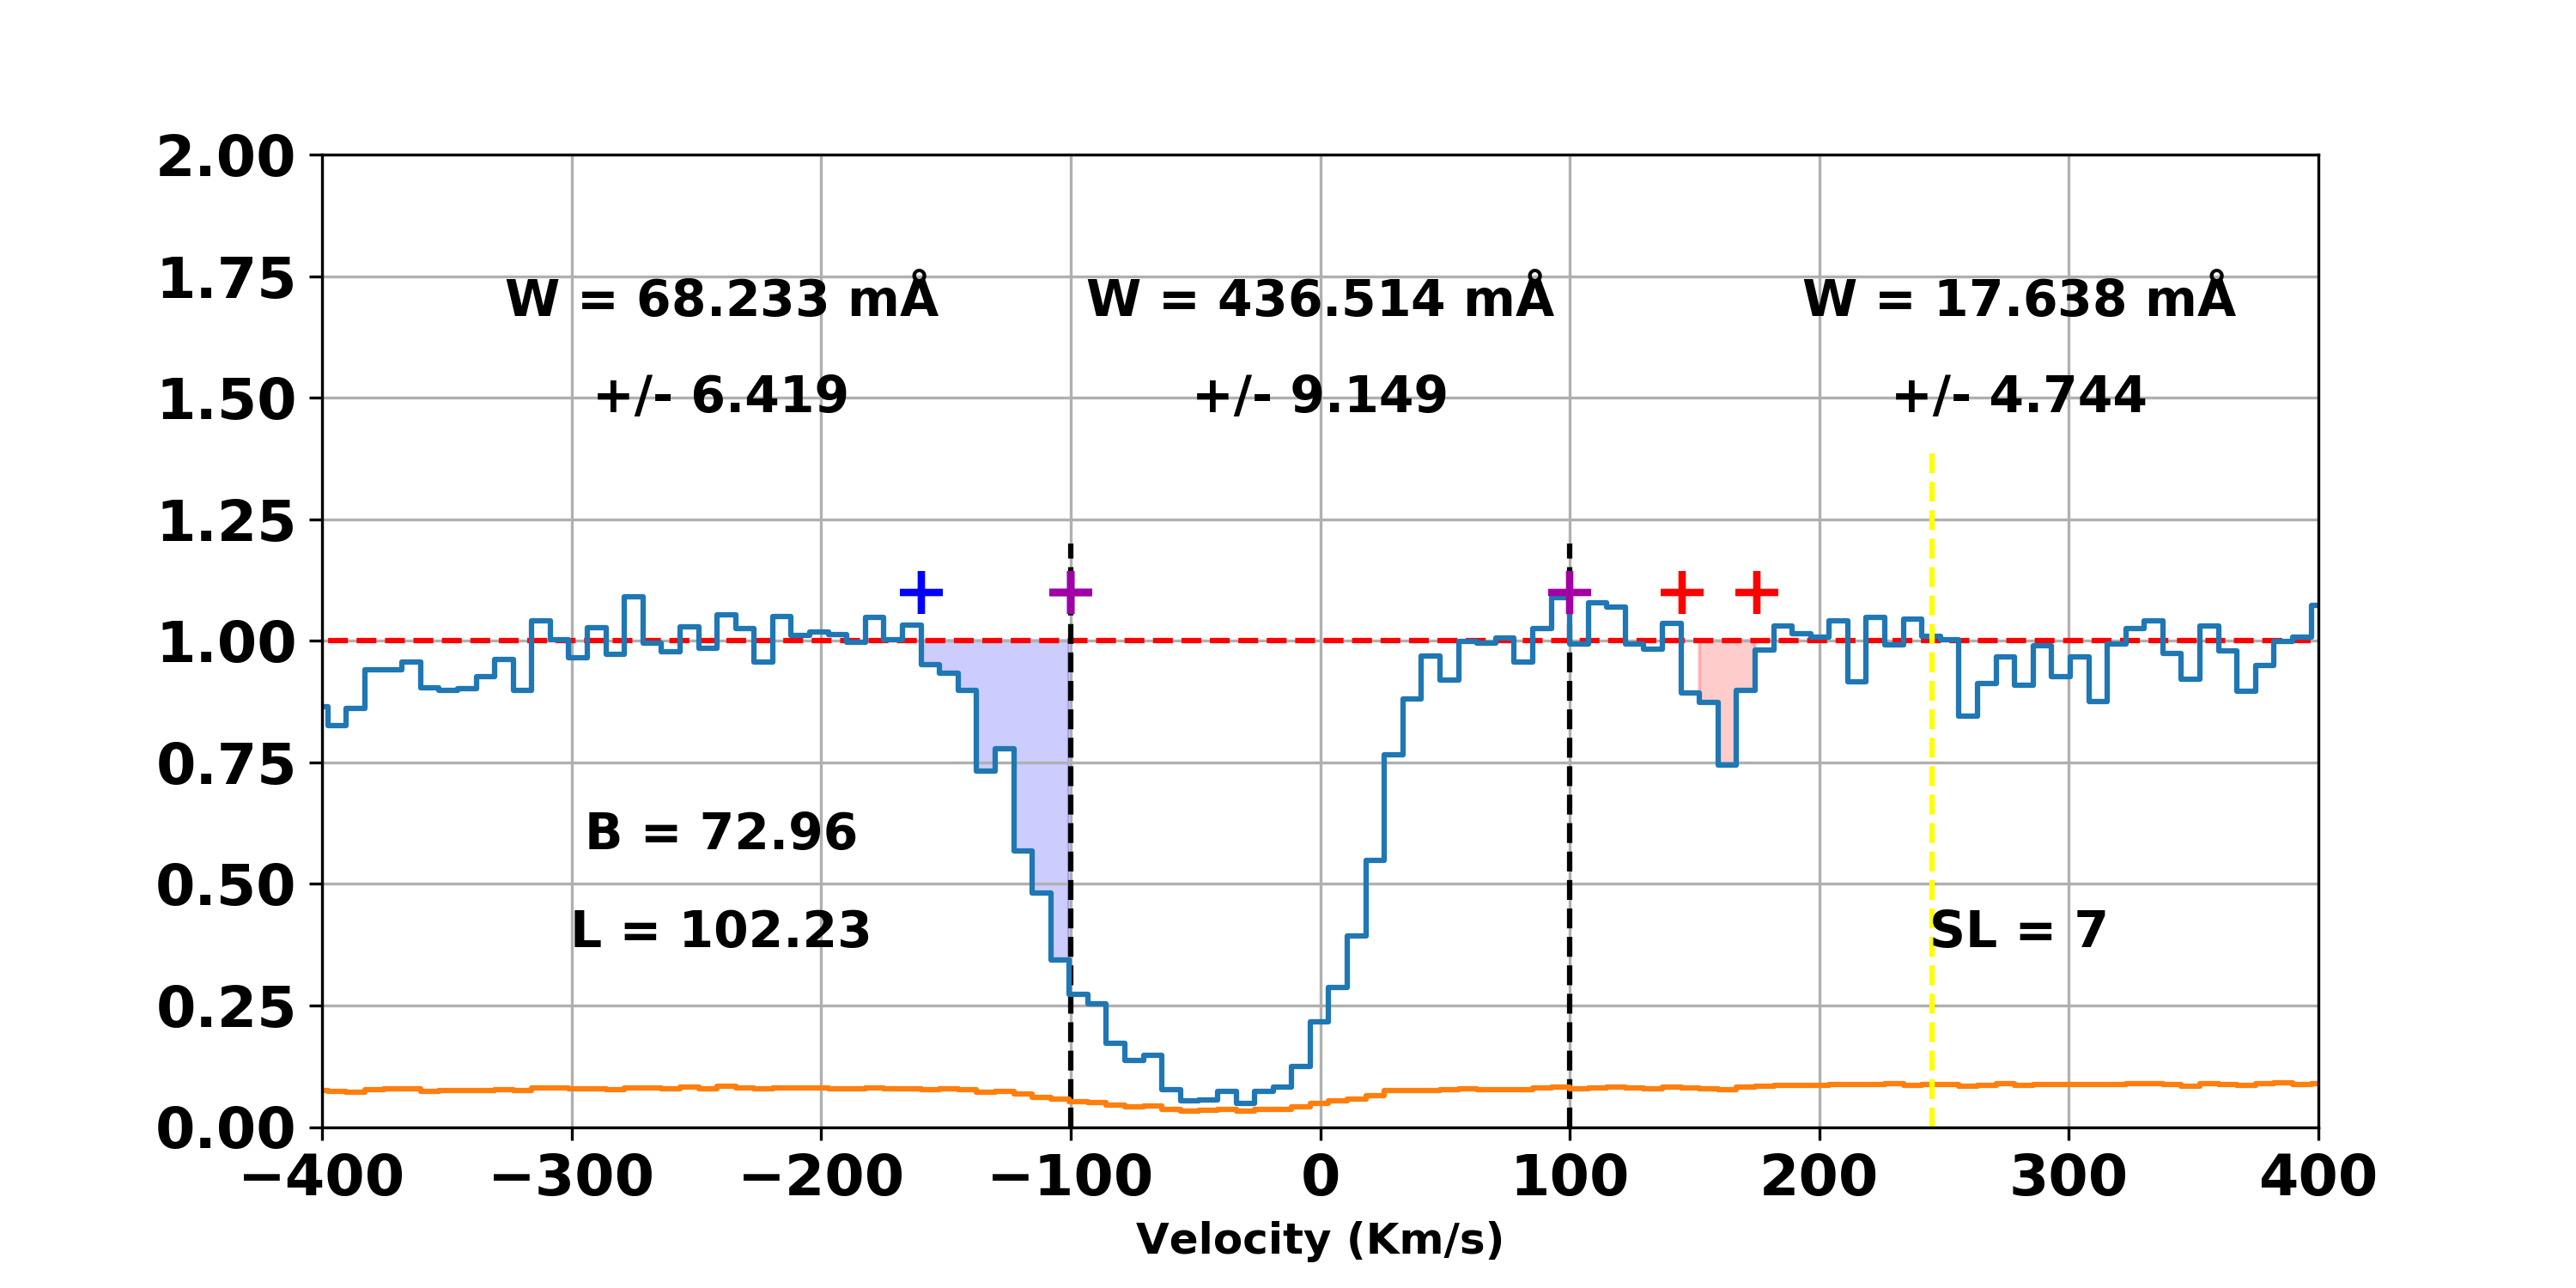 2.00
1.75
1.50
1.25
1.00
0.75
0.50
0.25
0.00
W = 68.233 mÅ
+/- 6.419
W = 436.514 mÅ
+/- 9.149
W = 17.638 mÅ
+/- 4.744
B = 72.96
L = 102.23
SL = 7
−400 −300 −200 −100 0 100 200 300 400
Velocity (Km/s)